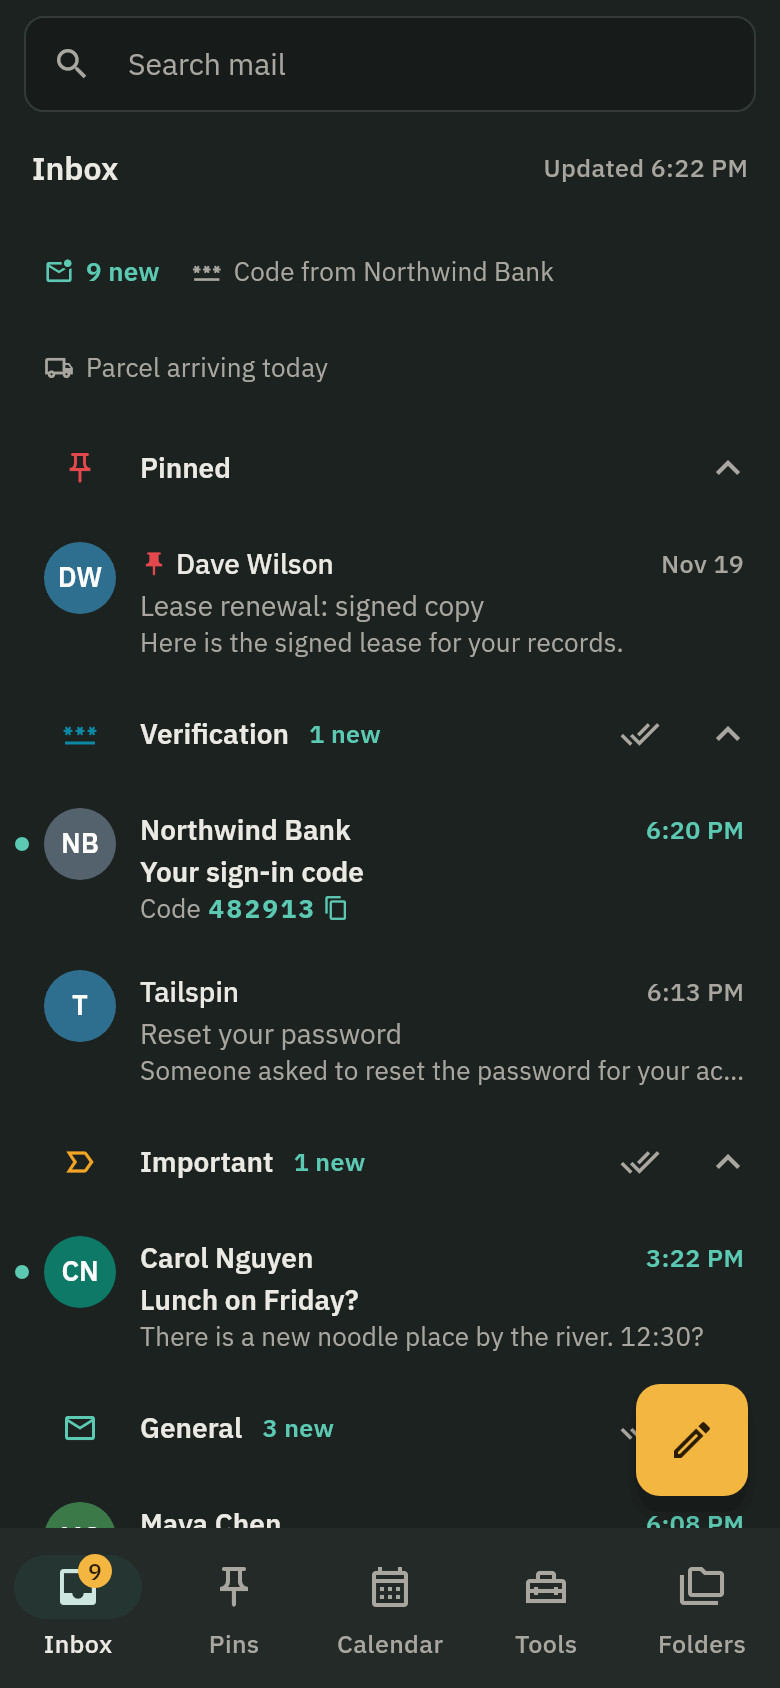 Search mail
Inbox
Updated 6:22 PM
9 new
Code from Northwind Bank
Parcel arriving today
Pinned
DW
Dave Wilson
Nov 19
Lease renewal: signed copy
Here is the signed lease for your records.
Verification 1 new
NB
Northwind Bank
6:20 PM
Your sign-in code
Code 482913
T
Tailspin
6:13 PM
Reset your password
Someone asked to reset the password for your ac...
Important 1 new
CN
Carol Nguyen
3:22 PM
Lunch on Friday?
There is a new noodle place by the river. 12:30?
General 3 new
Maya Chen
6:08 PM
9
Inbox
Pins
Calendar
Tools
Folders